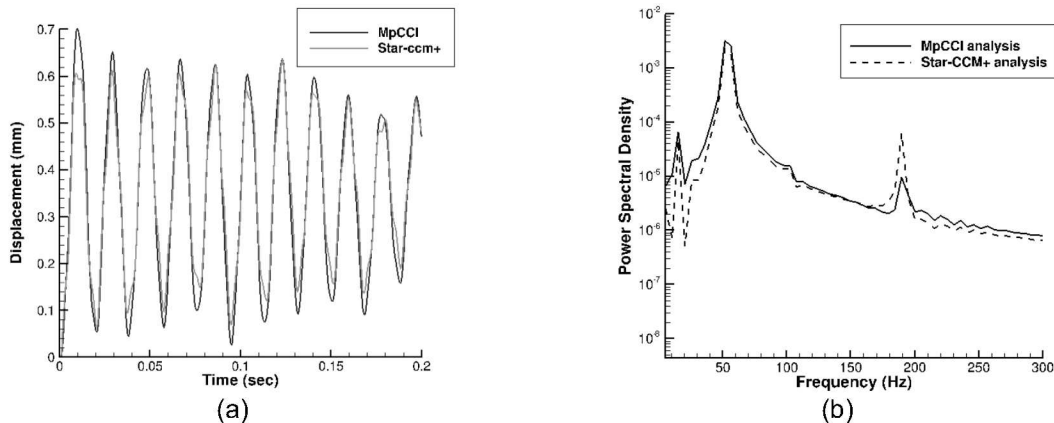 MpCCI
Star-ccm+
Displacement (mm)
0.7
0.6
0.5
0.4
0.3
0.2
0.1
0
0
0.05
0.1
0.15
0.2
Time (sec)
(a)
MpCCI analysis
Star-CCM+ analysis
Power Spectral Density
10-2
10-3
10-4
10-5
10-6
10-7
10-8
50
100
150
200
250
300
Frequency (Hz)
(b)